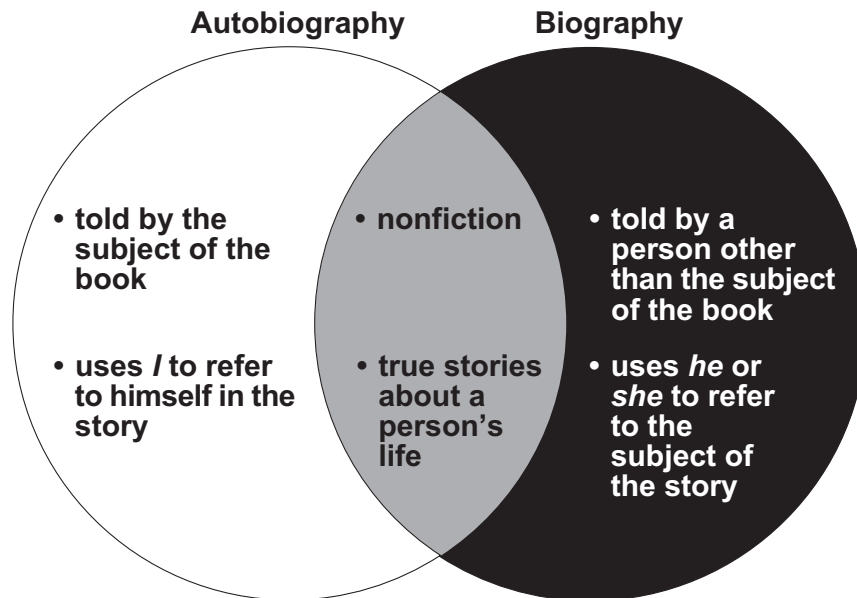 Autobiography
Biography
• told by the
subject of the
book
• uses I to refer
to himself in the
story
• nonfiction
• true stories
about a
person's
life
• told by a
person other
than the subject
of the book
• uses he or
she to refer
to the
subject of
the story